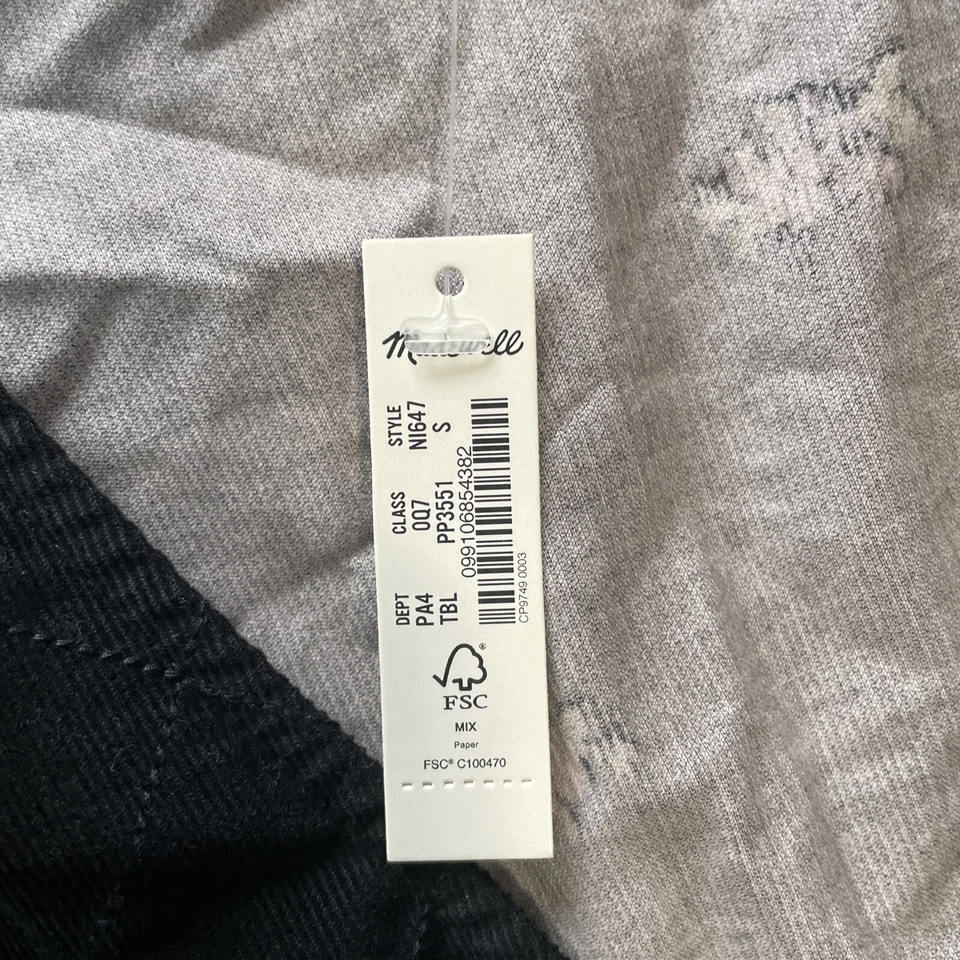 Madewell
DEPT CLASS STYLE
PA4 0Q7 NI647
TBL PP3551 S
099106854382
CP9749 0003
FSC®
MIX
Paper
FSC® C100470